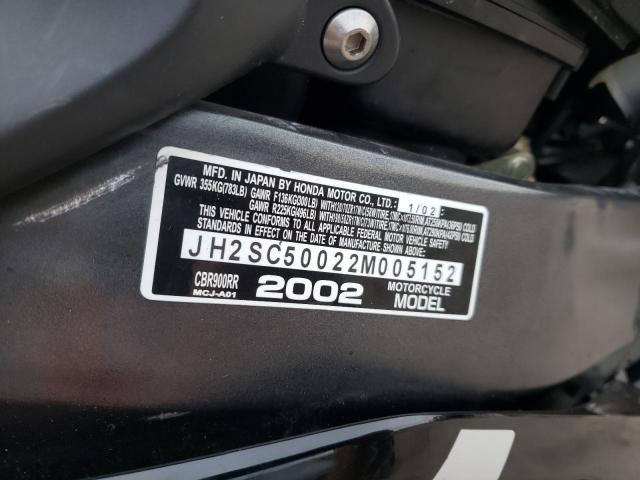 MFD. IN JAPAN BY HONDA MOTOR CO., LTD. 1/02
GVWR 355KG(783LB) GAWR F136KG(300LB) WITH
GAWR R225KG(496LB) WITH
THIS VEHICLE CONFORMS TO ALL APPLICABLE U.S. FEDERAL MOTOR VEHICLE SAFETY
STANDARDS IN EFFECT ON THE DATE OF MANUFACTURE SHOWN ABOVE.
JH2SC50022M005152
CBR900RR 2002 MOTORCYCLE
MCJ-A01 MODEL